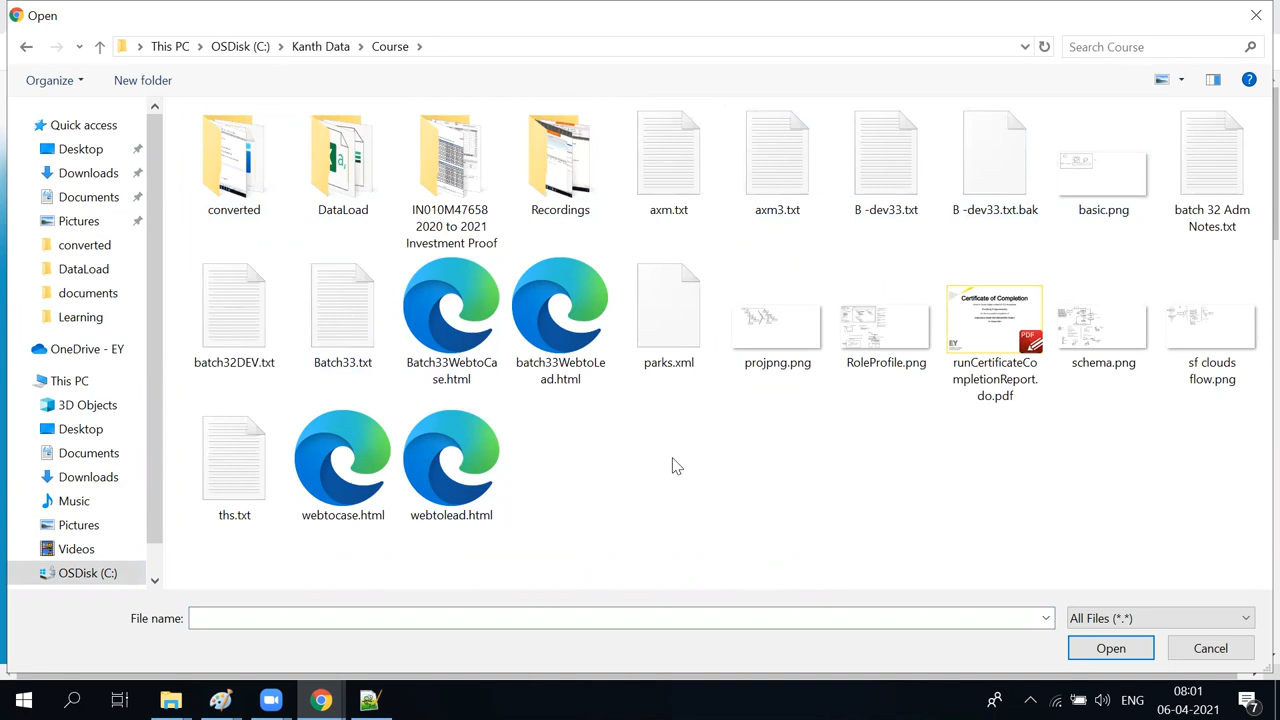 Open
This PC
OSDisk (C:)
Kanth Data
Course
Search Course
Organize
New folder
Quick access
Desktop
Downloads
Documents
Pictures
converted
DataLoad
documents
Learning
OneDrive - EY
This PC
3D Objects
Desktop
Documents
Downloads
Music
Pictures
Videos
OSDisk (C:)
converted
DataLoad
IN010M47658
2020 to 2021
Investment Proof
Recordings
axm.txt
axm3.txt
B -dev33.txt
B -dev33.txt.bak
basic.png
batch 32 Adm
Notes.txt
batch32DEV.txt
Batch33.txt
Batch33WebtoCa
se.html
batch33WebtoLe
ad.html
parks.xml
projpng.png
RoleProfile.png
Certificate of Completion
EY
PDF
runCertificateCo
mpletionReport.
do.pdf
schema.png
sf clouds
flow.png
ths.txt
webtocase.html
webtolead.html
File name:
All Files (*.*)
Open
Cancel
ENG
08:01
06-04-2021
7